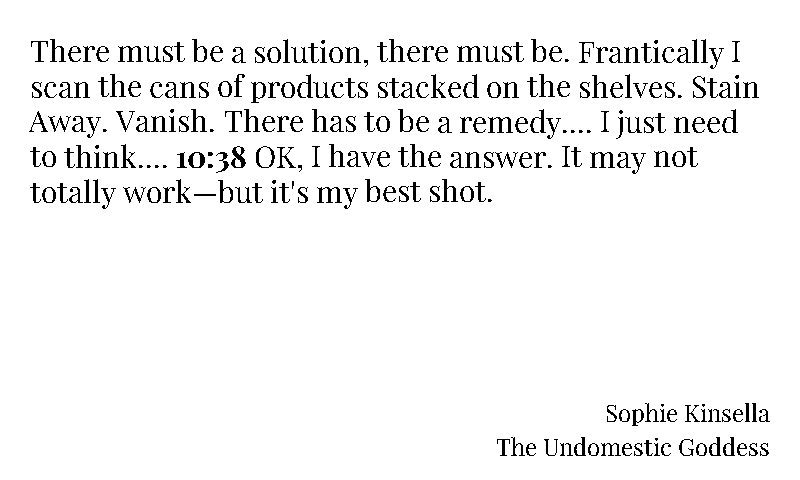 There must be a solution, there must be. Frantically I
scan the cans of products stacked on the shelves. Stain
Away. Vanish. There has to be a remedy.... I just need
to think.... 10:38 OK, I have the answer. It may not
totally work—but it's my best shot.
Sophie Kinsella
The Undomestic Goddess